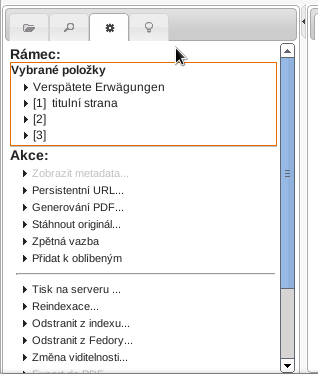 Rámec:
Vybrané položky
Verspätete Erwägungen
[1] titulní strana
[2]
[3]
Akce:
Zobrazit metadata...
Persistentní URL...
Generování PDF...
Stáhnout originál...
Zpětná vazba
Přidat k oblíbeným
Tisk na serveru ...
Reindexace...
Odstranit z indexu...
Odstranit z Fedory...
Změna viditelnosti...